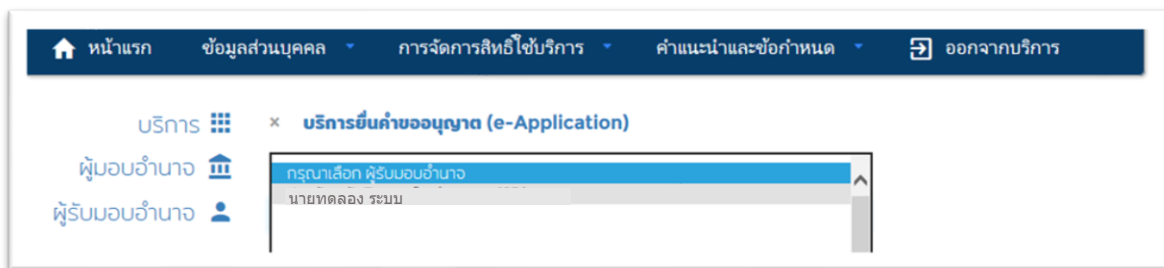 หน้าแรก ข้อมูลส่วนบุคคล การจัดการสิทธิ์ใช้บริการ คำแนะนำและข้อกำหนด ออกจากบริการ
บริการ × บริการยื่นคำขออนุญาต (e-Application)
ผู้มอบอำนาจ กรุณาเลือก ผู้รับมอบอำนาจ
นายทดลอง ระบบ
ผู้รับมอบอำนาจ